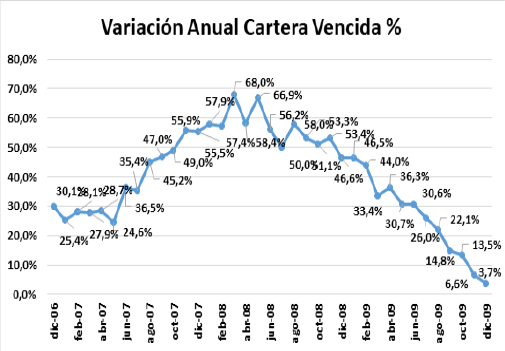 Variación Anual Cartera Vencida %
80,0%
70,0%
60,0%
50,0%
40,0%
30,0%
20,0%
10,0%
0,0%
30,1%
25,4%
28,1%
27,9%
28,7%
24,6%
36,5%
35,4%
45,2%
47,0%
49,0%
55,9%
55,5%
57,9%
57,4%
68,0%
58,4%
66,9%
56,2%
50,0%
58,0%
53,3%
51,1%
53,4%
46,6%
46,5%
44,0%
33,4%
36,3%
30,7%
30,6%
26,0%
22,1%
14,8%
13,5%
6,6%
3,7%
dic-06
feb-07
abr-07
jun-07
ago-07
oct-07
dic-07
feb-08
abr-08
jun-08
ago-08
oct-08
dic-08
feb-09
abr-09
jun-09
ago-09
oct-09
dic-09